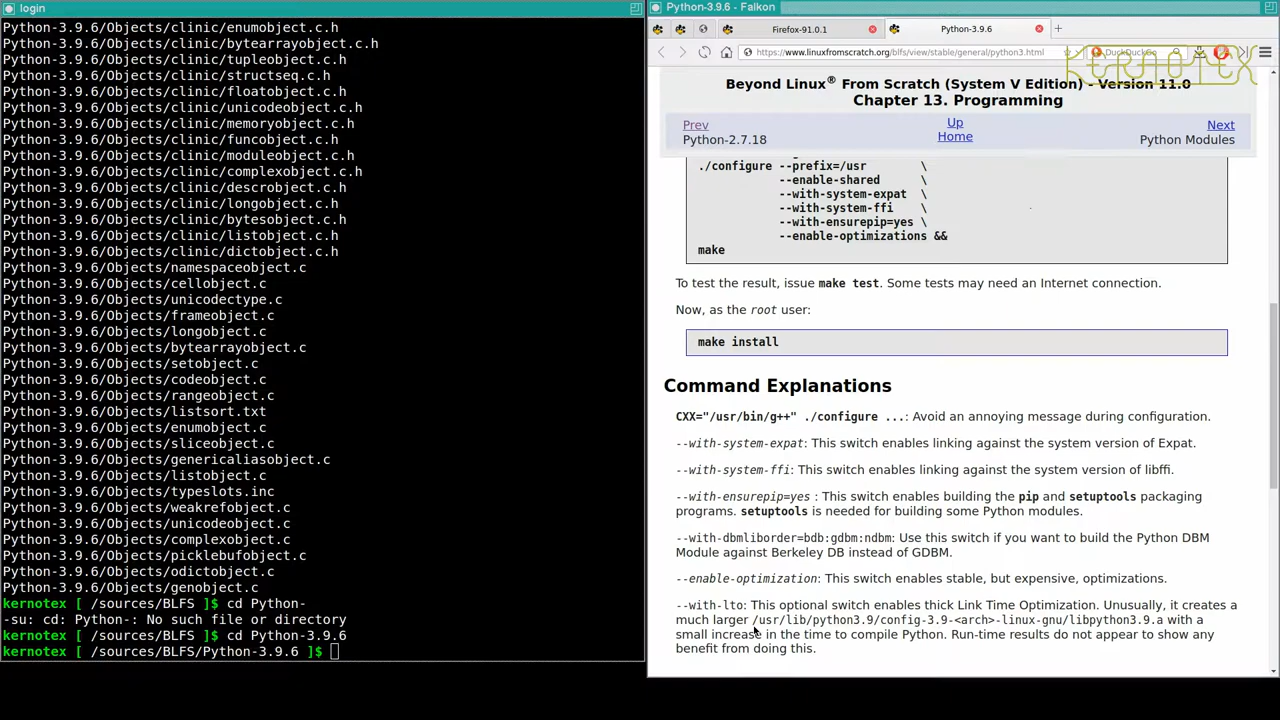 login
Python-3.9.6/Objects/clinic/enumobject.c.h
Python-3.9.6/Objects/clinic/bytearrayobject.c.h
Python-3.9.6/Objects/clinic/tupleobject.c.h
Python-3.9.6/Objects/clinic/structseq.c.h
Python-3.9.6/Objects/clinic/floatobject.c.h
Python-3.9.6/Objects/clinic/unicodeobject.c.h
Python-3.9.6/Objects/clinic/memoryobject.c.h
Python-3.9.6/Objects/clinic/funcobject.c.h
Python-3.9.6/Objects/clinic/moduleobject.c.h
Python-3.9.6/Objects/clinic/complexobject.c.h
Python-3.9.6/Objects/clinic/descrobject.c.h
Python-3.9.6/Objects/clinic/longobject.c.h
Python-3.9.6/Objects/clinic/bytesobject.c.h
Python-3.9.6/Objects/clinic/listobject.c.h
Python-3.9.6/Objects/clinic/dictobject.c.h
Python-3.9.6/Objects/namespaceobject.c
Python-3.9.6/Objects/cellobject.c
Python-3.9.6/Objects/unicodectype.c
Python-3.9.6/Objects/frameobject.c
Python-3.9.6/Objects/longobject.c
Python-3.9.6/Objects/bytearrayobject.c
Python-3.9.6/Objects/setobject.c
Python-3.9.6/Objects/codeobject.c
Python-3.9.6/Objects/rangeobject.c
Python-3.9.6/Objects/listsort.txt
Python-3.9.6/Objects/enumobject.c
Python-3.9.6/Objects/sliceobject.c
Python-3.9.6/Objects/genericaliasobject.c
Python-3.9.6/Objects/listobject.c
Python-3.9.6/Objects/typeslots.inc
Python-3.9.6/Objects/weakrefobject.c
Python-3.9.6/Objects/unicodeobject.c
Python-3.9.6/Objects/complexobject.c
Python-3.9.6/Objects/picklebufobject.c
Python-3.9.6/Objects/odictobject.c
Python-3.9.6/Objects/genobject.c
kernotex [ /sources/BLFS ]$ cd Python-
-su: cd: Python-: No such file or directory
kernotex [ /sources/BLFS ]$ cd Python-3.9.6
kernotex [ /sources/BLFS/Python-3.9.6 ]$
Python-3.9.6 - Falkon
Firefox-91.0.1
Python-3.9.6
https://www.linuxfromscratch.org/blfs/view/stable/general/python3.html
DuckDuckGo
KERNOTEX
Beyond Linux® From Scratch (System V Edition) - Version 11.0
Chapter 13. Programming
Prev
Python-2.7.18
Up
Home
Next
Python Modules
./configure --prefix=/usr \
--enable-shared \
--with-system-expat \
--with-system-ffi \
--with-ensurepip=yes \
--enable-optimizations &&
make
To test the result, issue make test. Some tests may need an Internet connection.
Now, as the root user:
make install
Command Explanations
CXX="/usr/bin/g++" ./configure ...: Avoid an annoying message during configuration.
--with-system-expat: This switch enables linking against the system version of Expat.
--with-system-ffi: This switch enables linking against the system version of libffi.
--with-ensurepip=yes : This switch enables building the pip and setuptools packaging
programs. setuptools is needed for building some Python modules.
--with-dbmliborder=bdb:gdbm:ndbm: Use this switch if you want to build the Python DBM
Module against Berkeley DB instead of GDBM.
--enable-optimization: This switch enables stable, but expensive, optimizations.
--with-lto: This optional switch enables thick Link Time Optimization. Unusually, it creates a
much larger /usr/lib/python3.9/config-3.9-<arch>-linux-gnu/libpython3.9.a with a
small increase in the time to compile Python. Run-time results do not appear to show any
benefit from doing this.